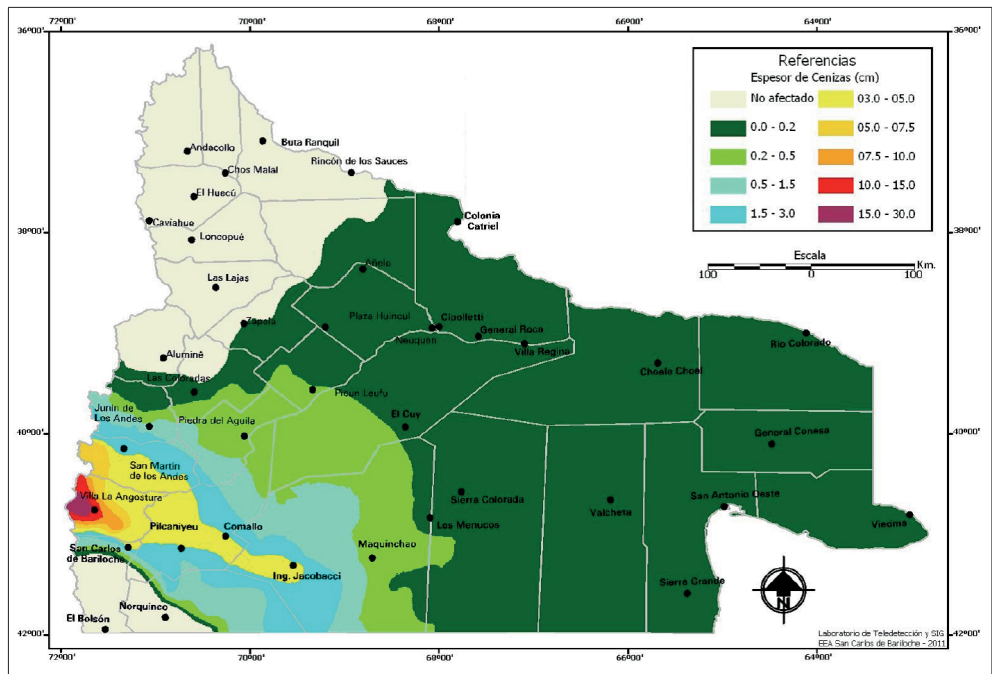 72°00' 70°00' 68°00' 66°00' 64°00'
36°00' 36°00'
Referencias
Espesor de Cenizas (cm)
No afectado
0.0 - 0.2
0.2 - 0.5
0.5 - 1.5
1.5 - 3.0
03.0 - 05.0
05.0 - 07.5
07.5 - 10.0
10.0 - 15.0
15.0 - 30.0
Andacollo
Buta Ranquil
Chos Malal
Rincón de los Sauces
El Huecú
Caviahue
Colonia
Catriel
Loncopué
38°00' 38°00'
Escala
100 0 100
Km.
Las Lajas
Añelo
Zapala
Plaza Huincul
Cipolletti
Neuquén
General Roca
Villa Regina
Rio Colorado
Aluminé
Choele Choel
Las Coloradas
Picun Leufu
Junin de
Los Andes
Piedra del Aguila
El Cuy
40°00' 40°00'
General Conesa
San Martin
de los Andes
Sierra Colorada
Villa La Angostura
Valcheta
San Antonio Oeste
Viedma
Pilcaniyeu
Comallo
Los Menucos
San Carlos
de Bariloche
Maquinchao
Ing. Jacobacci
Sierra Grande
N
Ñorquinco
El Bolsón
42°00' 42°00'
Laboratorio de Teledetección y SIG
EEA San Carlos de Bariloche - 2011
72°00' 70°00' 68°00' 66°00' 64°00'